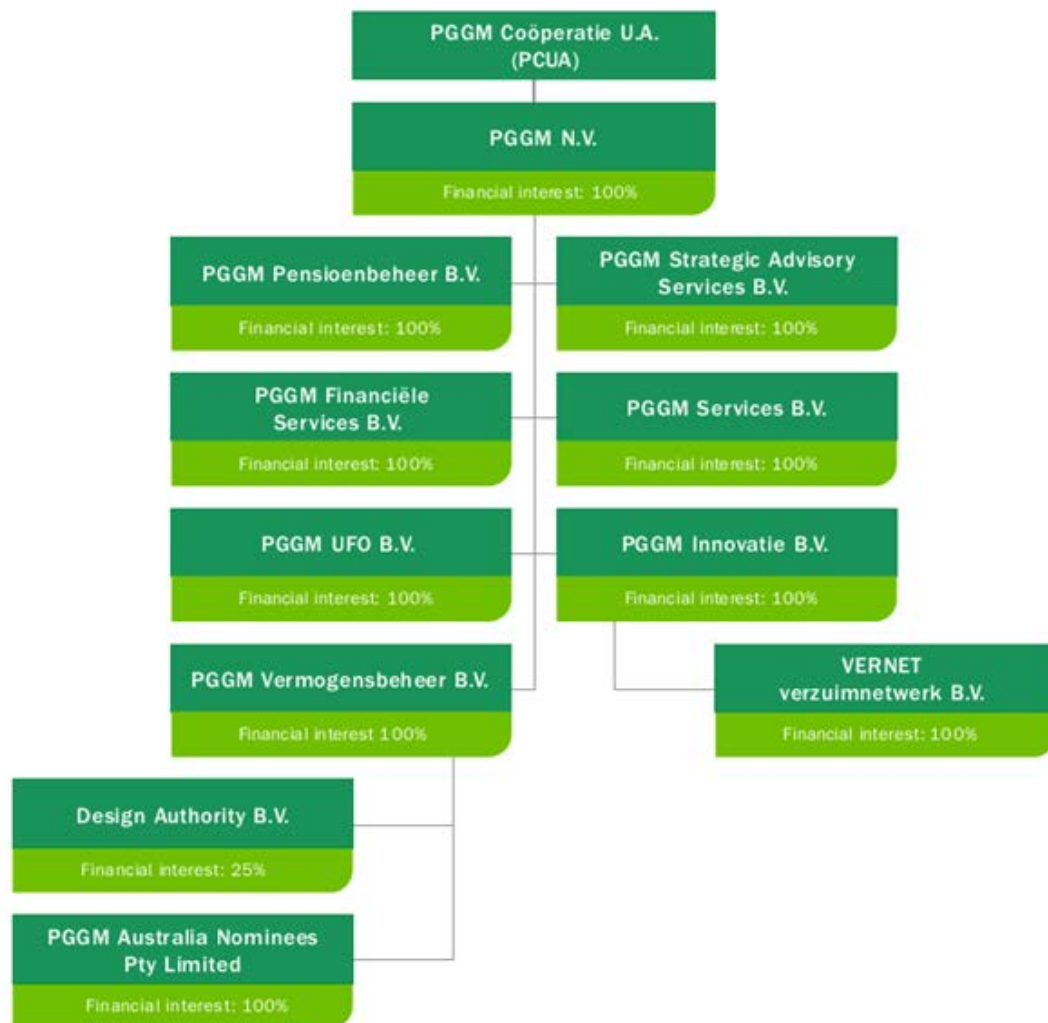 PGGM Coöperatie U.A.
(PCUA)
PGGM N.V.
Financial interest: 100%
PGGM Pensioenbeheer B.V.
Financial interest: 100%
PGGM Strategic Advisory
Services B.V.
Financial interest: 100%
PGGM Financiële
Services B.V.
Financial interest: 100%
PGGM Services B.V.
Financial interest: 100%
PGGM UFO B.V.
Financial interest: 100%
PGGM Innovatie B.V.
Financial interest: 100%
PGGM Vermogensbeheer B.V.
Financial interest 100%
VERNET
verzuimnetwerk B.V.
Financial interest: 100%
Design Authority B.V.
Financial interest: 25%
PGGM Australia Nominees
Pty Limited
Financial interest: 100%